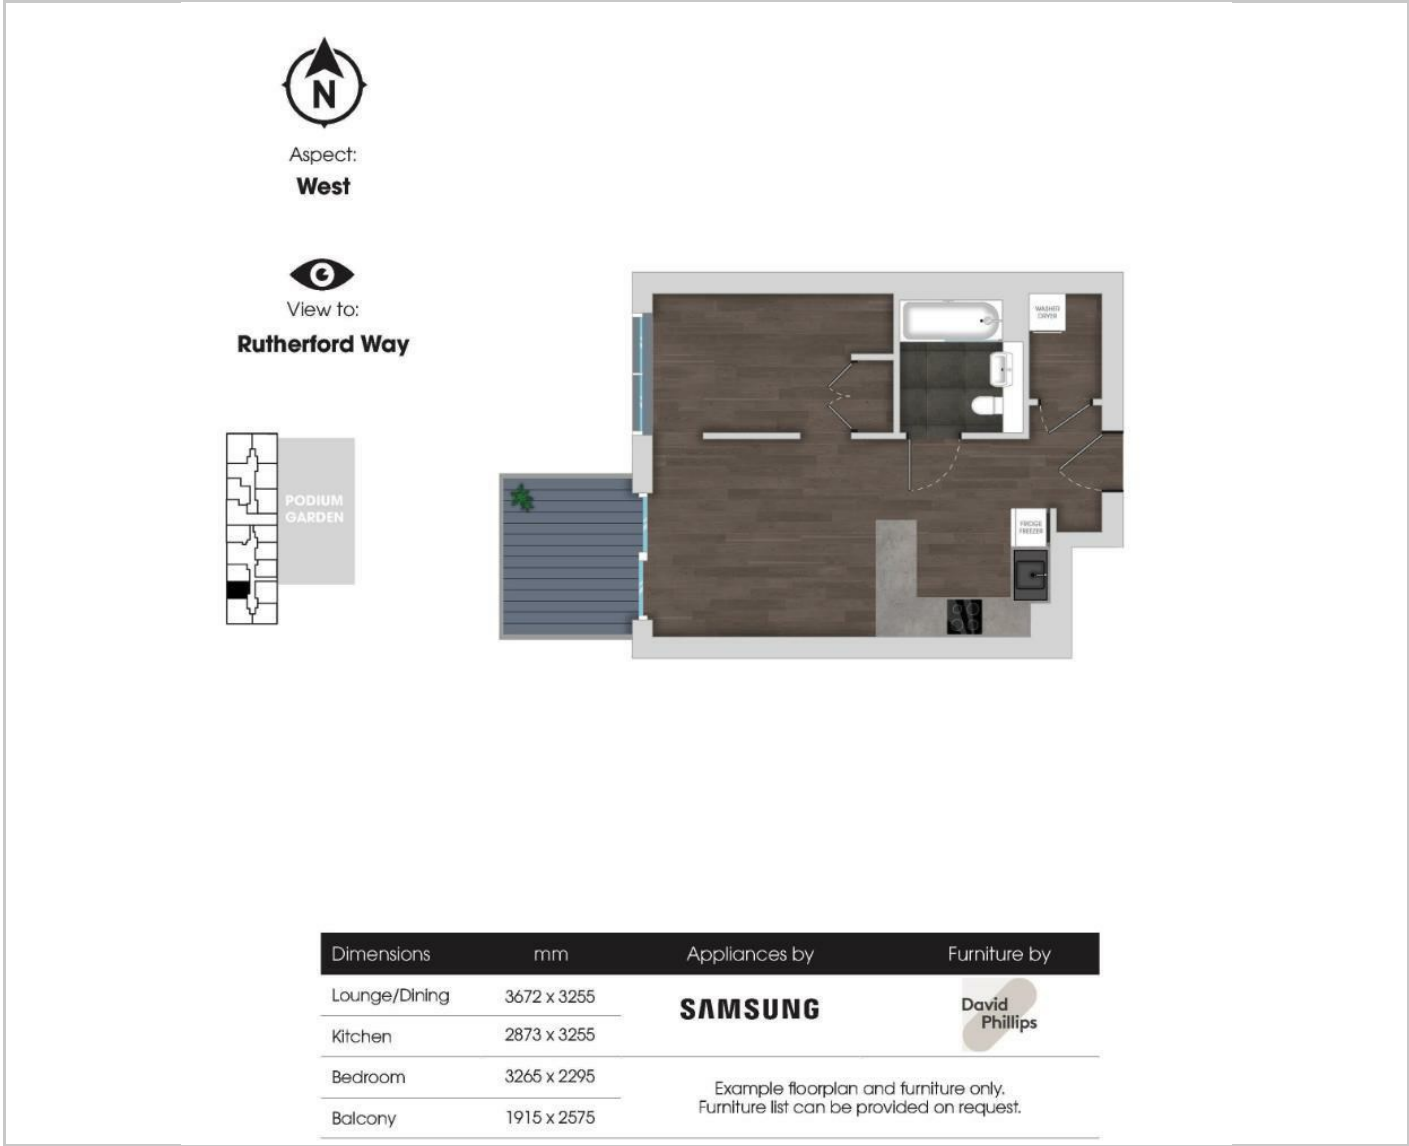 N
Aspect:
West
View to:
Rutherford Way
PODIUM
GARDEN
WASHER
DRYER
FRIDGE
FREEZER
Dimensions mm Appliances by Furniture by
Lounge/Dining 3672 x 3255
SAMSUNG
David
Phillips
Kitchen 2873 x 3255
Bedroom 3265 x 2295
Example floorplan and furniture only.
Furniture list can be provided on request.
Balcony 1915 x 2575